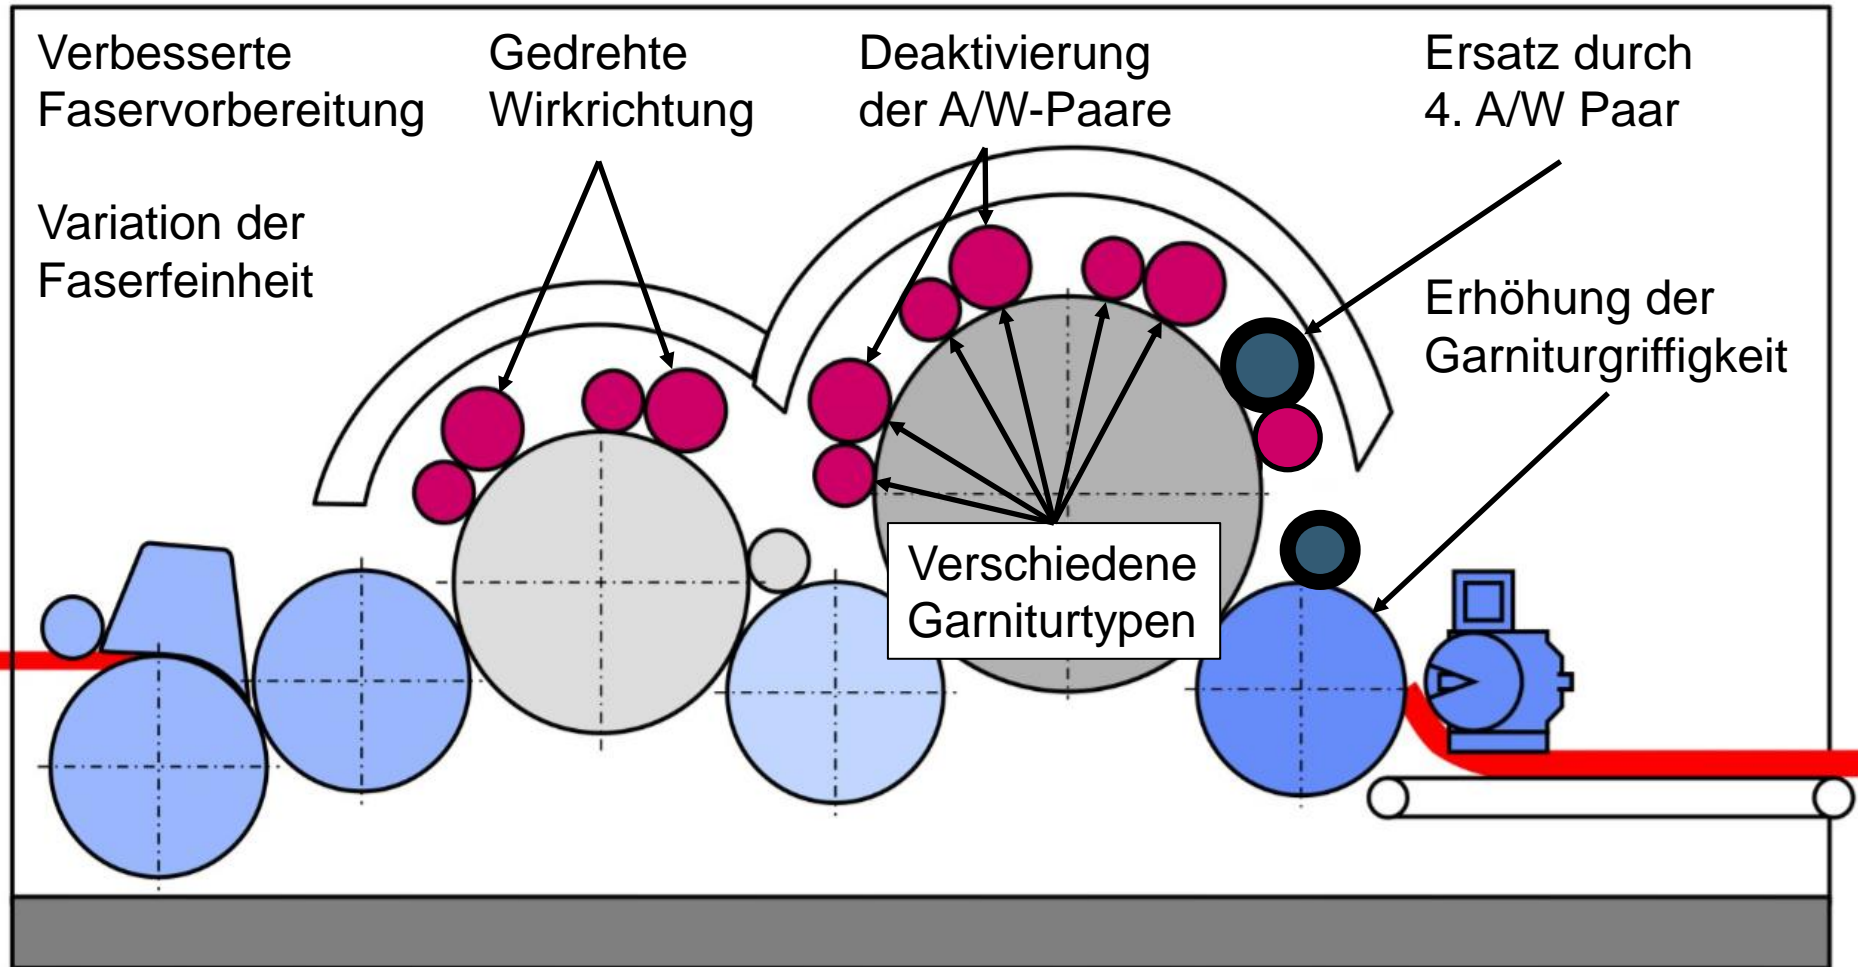 Verbesserte
Faservorbereitung
Variation der
Faserfeinheit
Gedrehte
Wirkrichtung
Deaktivierung
der A/W-Paare
Ersatz durch
4. A/W Paar
Erhöhung der
Garniturgriffigkeit
Verschiedene
Garniturtypen